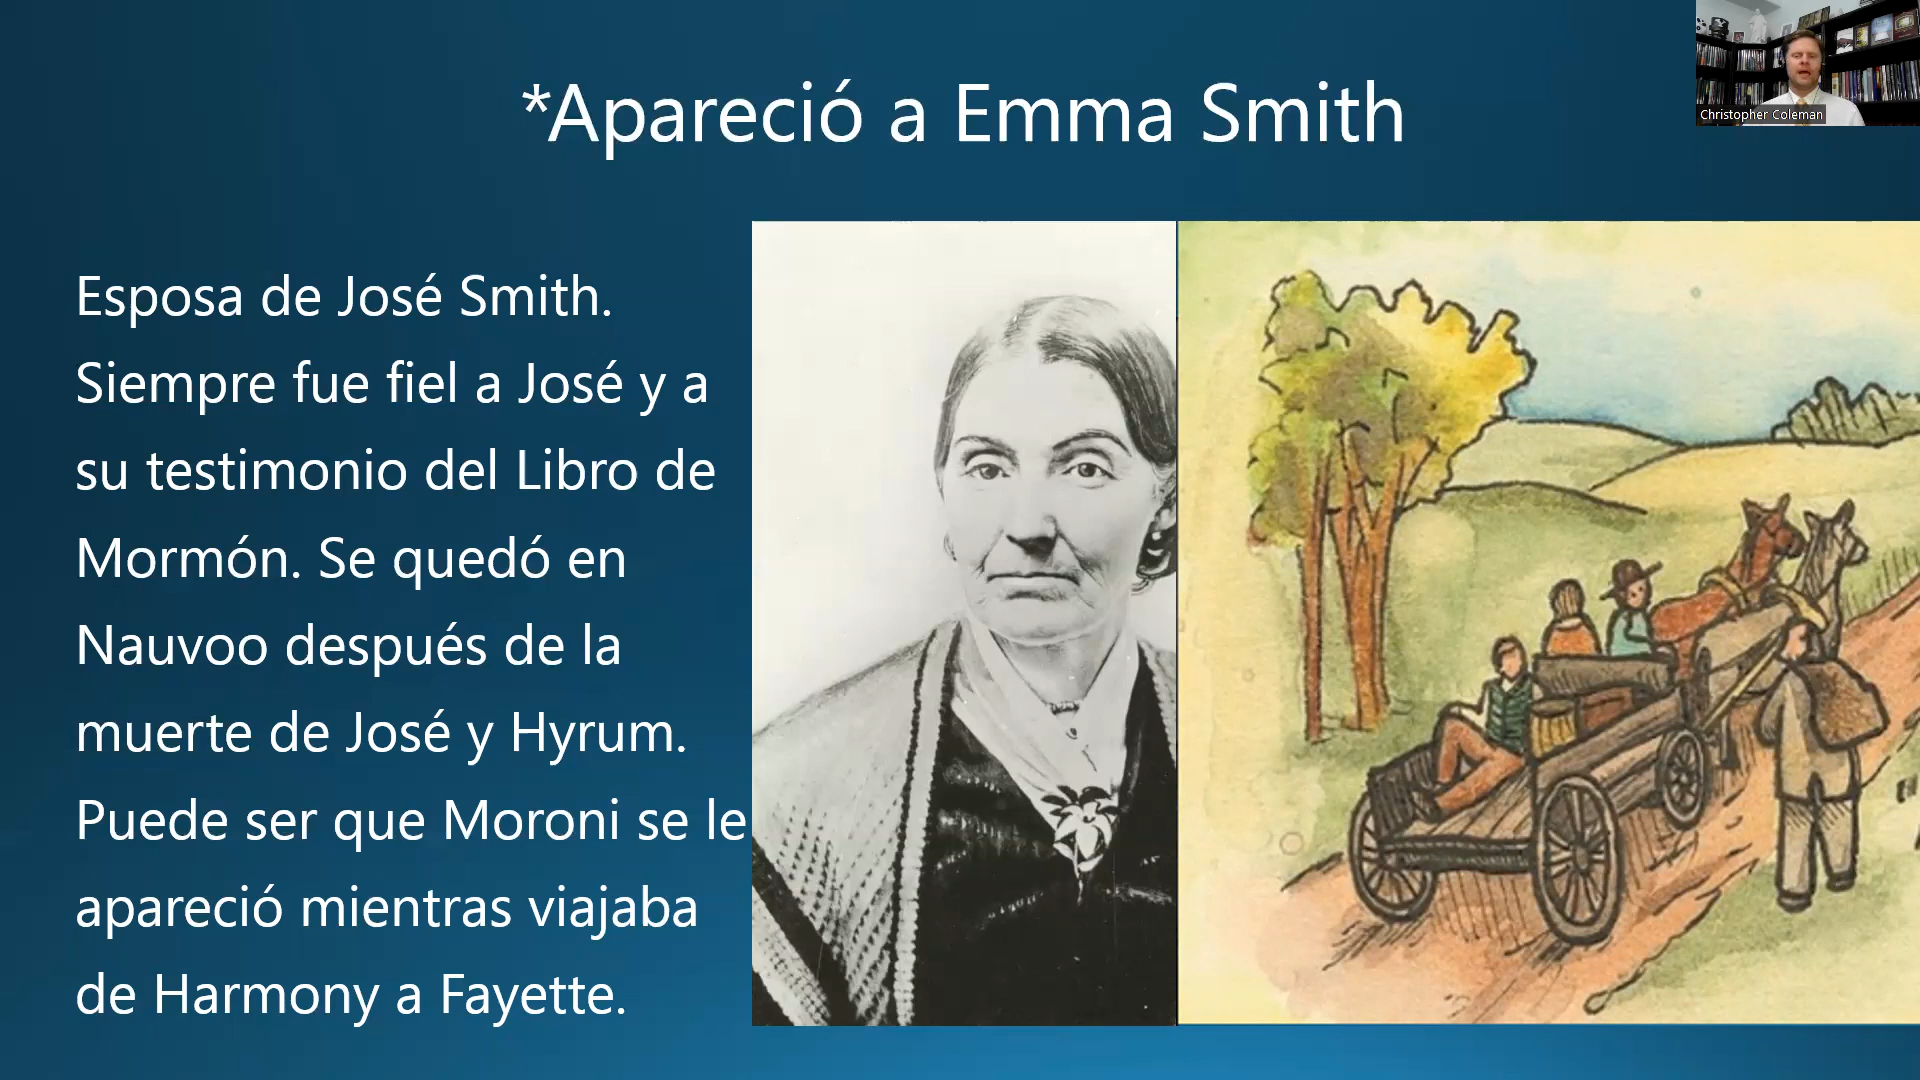 *Apareció a Emma Smith
Christopher Coleman
Esposa de José Smith.
Siempre fue fiel a José y a
su testimonio del Libro de
Mormón. Se quedó en
Nauvoo después de la
muerte de José y Hyrum.
Puede ser que Moroni se le
apareció mientras viajaba
de Harmony a Fayette.